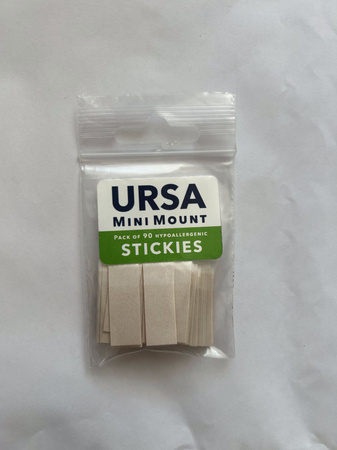 URSA
MINI MOUNT
PACK OF 90 HYPOALLERGENIC
STICKIES